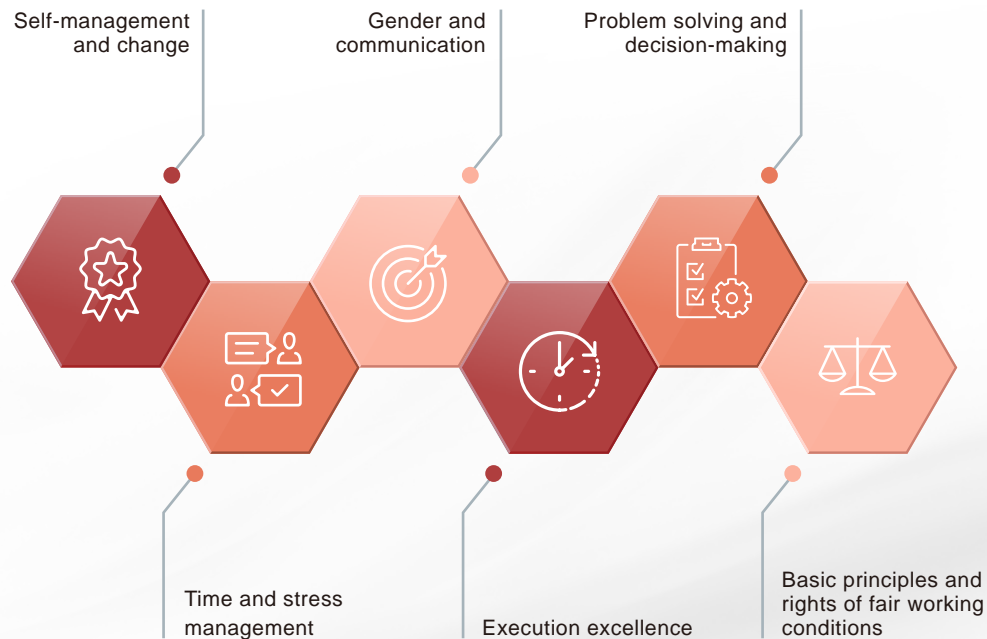 Self-management
and change
Gender and
communication
Problem solving and
decision-making
Time and stress
management
Execution excellence
Basic principles and
rights of fair working
conditions